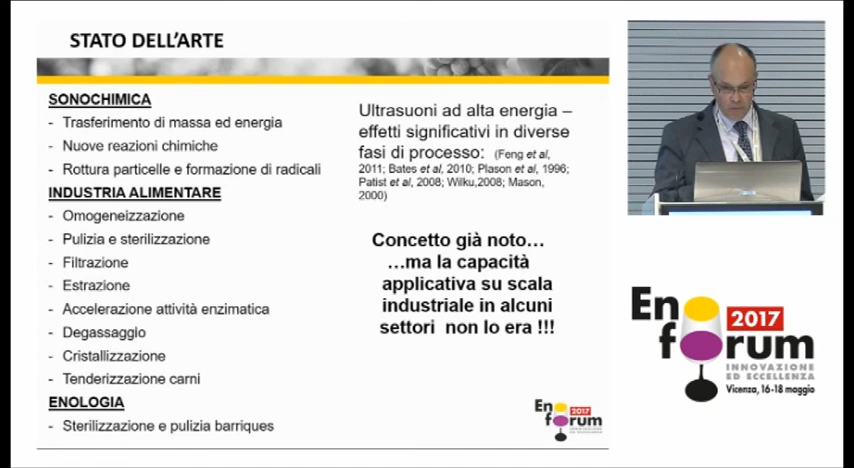 STATO DELL'ARTE
SONOCHIMICA
- Trasferimento di massa ed energia
- Nuove reazioni chimiche
- Rottura particelle e formazione di radicali
INDUSTRIA ALIMENTARE
- Omogeneizzazione
- Pulizia e sterilizzazione
- Filtrazione
- Estrazione
- Accelerazione attività enzimatica
- Degassaggio
- Cristallizzazione
- Tenderizzazione carni
ENOLOGIA
- Sterilizzazione e pulizia barriques
Ultrasuoni ad alta energia –
effetti significativi in diverse
fasi di processo: (Feng et al,
2011; Bates et al, 2010; Plason et al, 1996;
Patist et al, 2008; Wilku,2008; Mason,
2000)
Concetto già noto...
...ma la capacità
applicativa su scala
industriale in alcuni
settori non lo era !!!
En
2017
forum
En
2017
forum
INNOVAZIONE
ED ECCELLENZA
Vicenza, 16-18 maggio